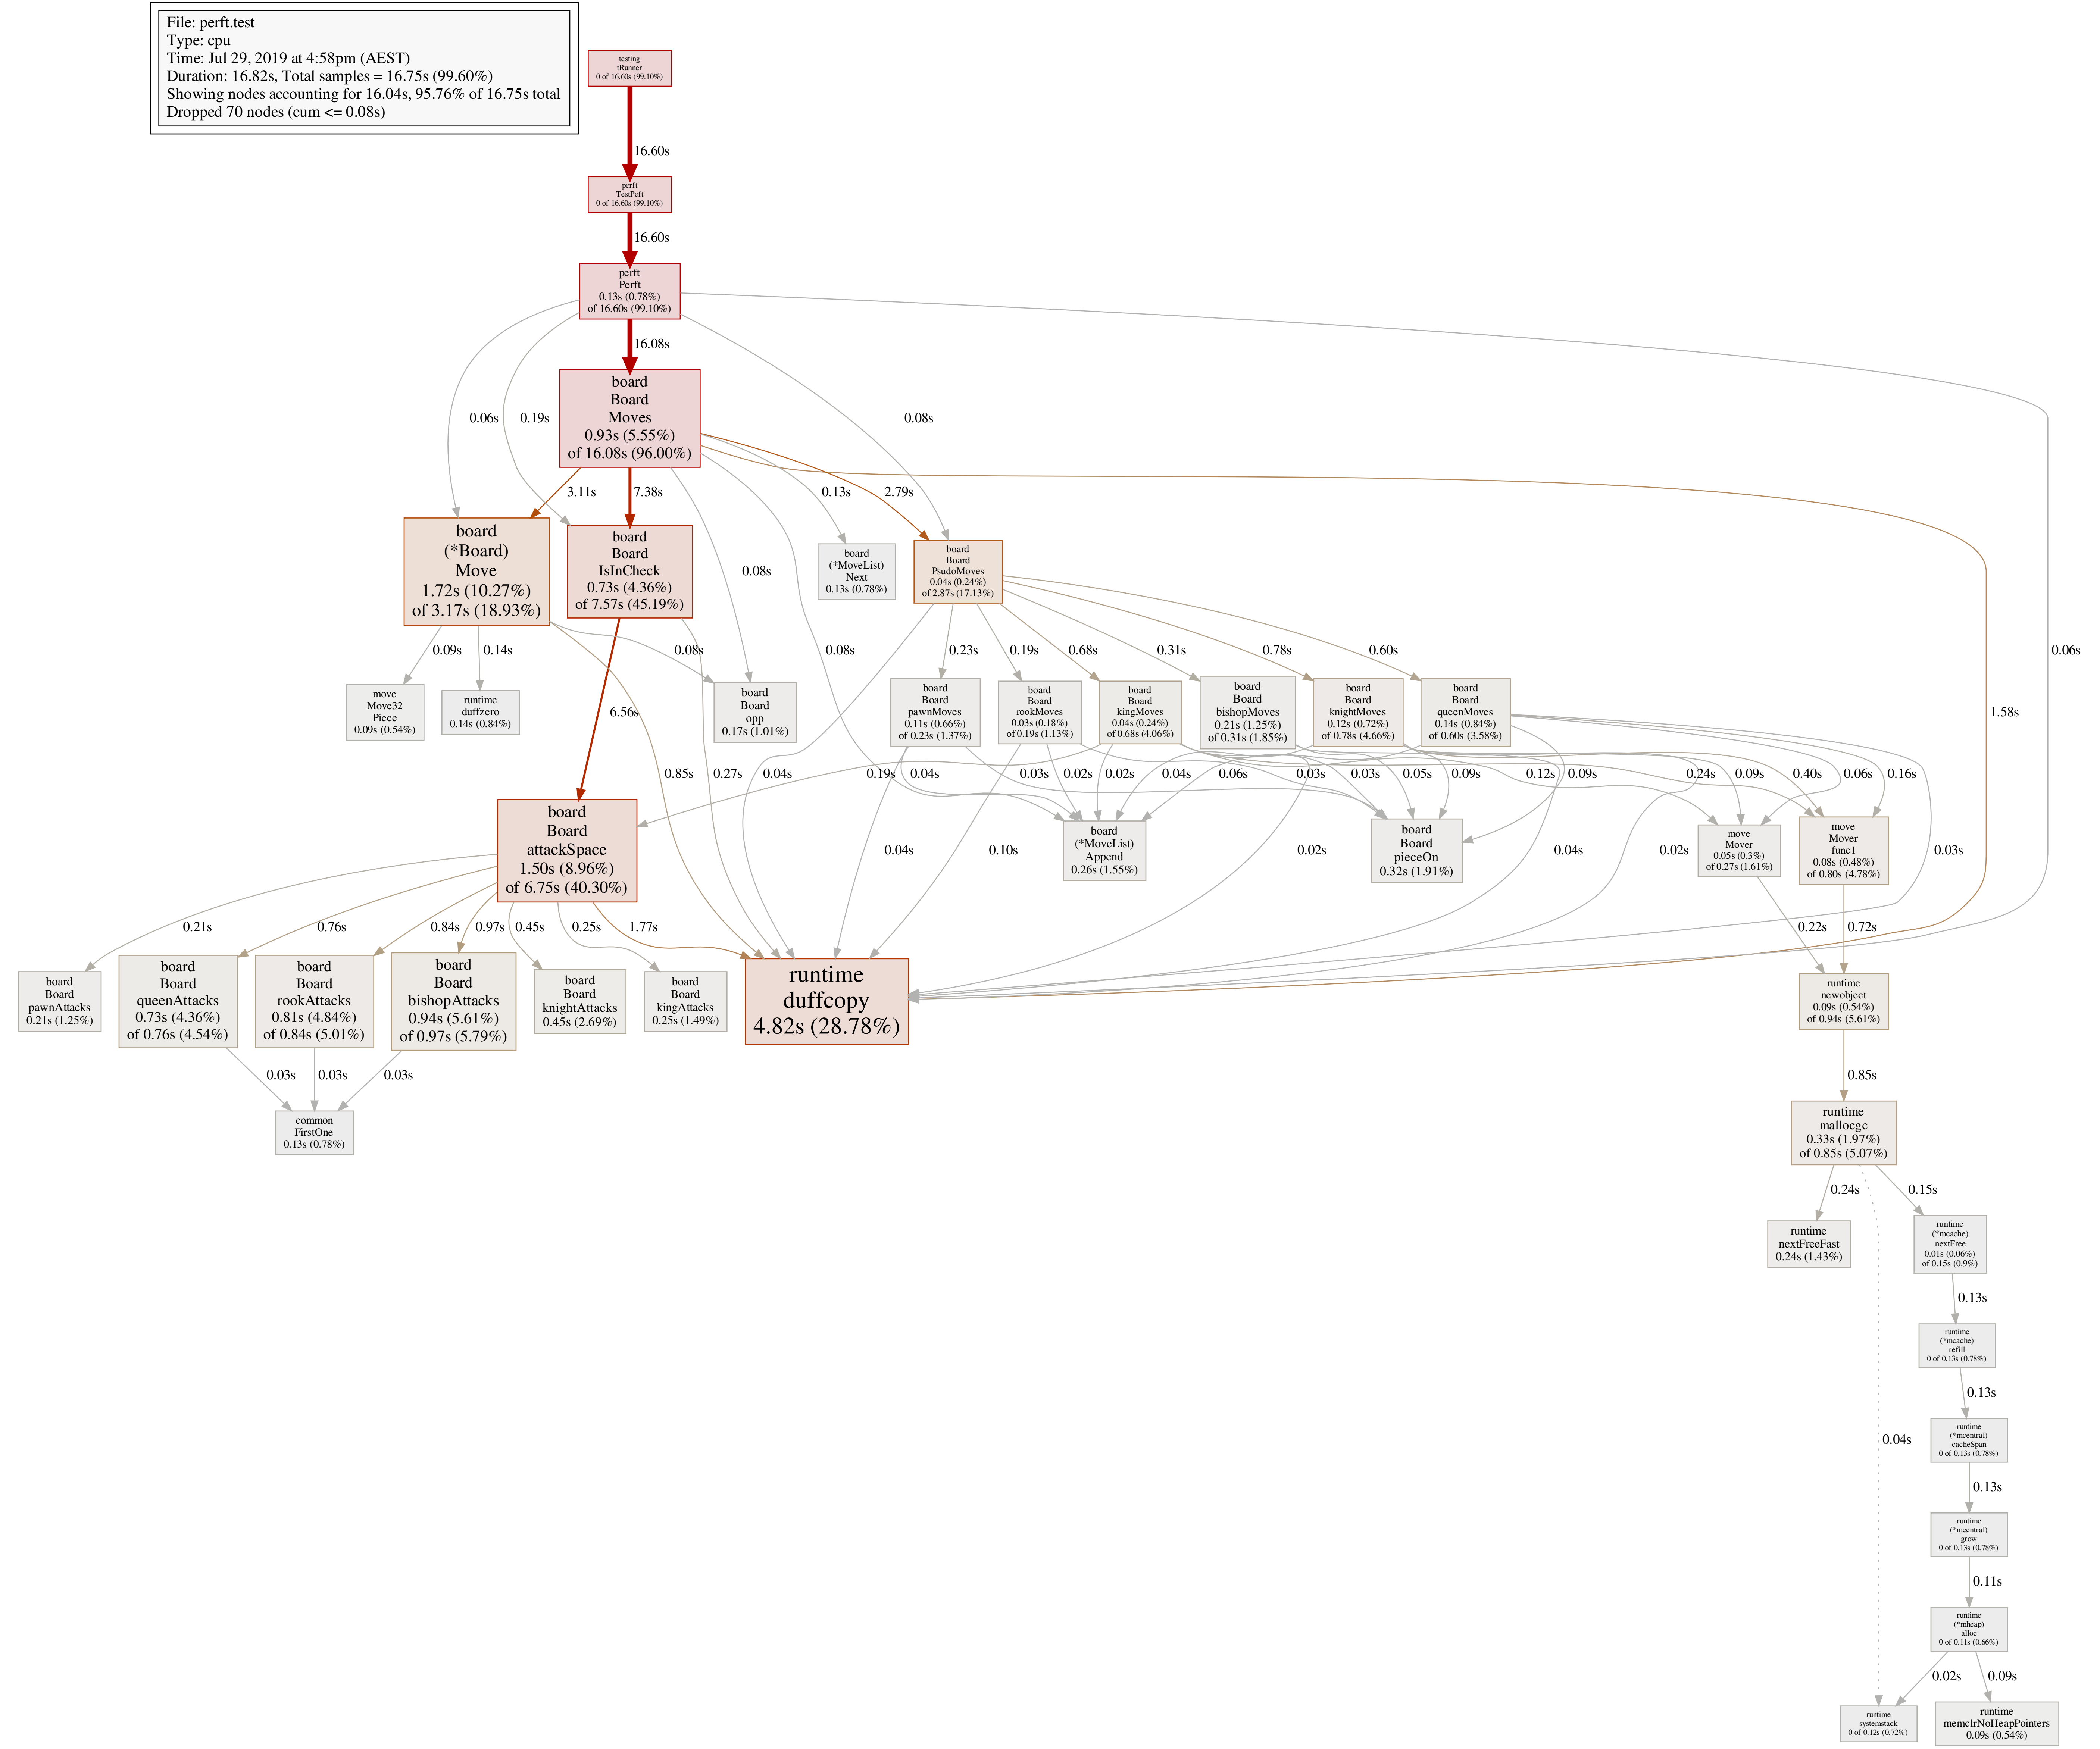 File: perft.test
Type: cpu
Time: Jul 29, 2019 at 4:58pm (AEST)
Duration: 16.82s, Total samples = 16.75s (99.60%)
Showing nodes accounting for 16.04s, 95.76% of 16.75s total
Dropped 70 nodes (cum <= 0.08s)
testing
tRunner
0 of 16.60s (99.10%)
16.60s
perft
TestPeft
0 of 16.60s (99.10%)
16.60s
perft
Perft
0.13s (0.78%)
of 16.60s (99.10%)
16.08s
board
Board
Moves
0.93s (5.55%)
of 16.08s (96.00%)
0.06s
0.19s
0.08s
3.11s
7.38s
0.13s
2.79s
board
(*Board)
Move
1.72s (10.27%)
of 3.17s (18.93%)
board
Board
IsInCheck
0.73s (4.36%)
of 7.57s (45.19%)
0.08s
board
(*MoveList)
Next
0.13s (0.78%)
board
Board
PsudoMoves
0.04s (0.24%)
of 2.87s (17.13%)
0.09s
0.14s
0.08s
0.08s
0.23s
0.19s
0.68s
0.31s
0.78s
0.60s
0.06s
move
Move32
Piece
0.09s (0.54%)
runtime
duffzero
0.14s (0.84%)
6.56s
board
Board
opp
0.17s (1.01%)
board
Board
pawnMoves
0.11s (0.66%)
of 0.23s (1.37%)
board
Board
rookMoves
0.03s (0.18%)
of 0.19s (1.13%)
board
Board
kingMoves
0.04s (0.24%)
of 0.68s (4.06%)
board
Board
bishopMoves
0.21s (1.25%)
of 0.31s (1.85%)
board
Board
knightMoves
0.12s (0.72%)
of 0.78s (4.66%)
board
Board
queenMoves
0.14s (0.84%)
of 0.60s (3.58%)
1.58s
0.85s
0.27s
0.04s
0.19s
0.04s
0.03s
0.02s
0.02s
0.04s
0.06s
0.03s
0.03s
0.05s
0.09s
0.12s
0.09s
0.24s
0.09s
0.40s
0.06s
0.16s
board
Board
attackSpace
1.50s (8.96%)
of 6.75s (40.30%)
0.04s
0.10s
board
(*MoveList)
Append
0.26s (1.55%)
0.02s
board
Board
pieceOn
0.32s (1.91%)
0.04s
0.02s
move
Mover
0.05s (0.3%)
of 0.27s (1.61%)
move
Mover
func1
0.08s (0.48%)
of 0.80s (4.78%)
0.03s
0.21s
0.76s
0.84s
0.97s
0.45s
0.25s
1.77s
0.22s
0.72s
board
Board
pawnAttacks
0.21s (1.25%)
board
Board
queenAttacks
0.73s (4.36%)
of 0.76s (4.54%)
board
Board
rookAttacks
0.81s (4.84%)
of 0.84s (5.01%)
board
Board
bishopAttacks
0.94s (5.61%)
of 0.97s (5.79%)
board
Board
knightAttacks
0.45s (2.69%)
board
Board
kingAttacks
0.25s (1.49%)
runtime
duffcopy
4.82s (28.78%)
runtime
newobject
0.09s (0.54%)
of 0.94s (5.61%)
0.03s
0.03s
0.03s
0.85s
common
FirstOne
0.13s (0.78%)
runtime
mallocgc
0.33s (1.97%)
of 0.85s (5.07%)
0.24s
0.15s
runtime
nextFreeFast
0.24s (1.43%)
runtime
(*mcache)
nextFree
0.01s (0.06%)
of 0.15s (0.9%)
0.13s
runtime
(*mcache)
refill
0 of 0.13s (0.78%)
0.13s
0.04s
runtime
(*mcentral)
cacheSpan
0 of 0.13s (0.78%)
0.13s
runtime
(*mcentral)
grow
0 of 0.13s (0.78%)
0.11s
runtime
(*mheap)
alloc
0 of 0.11s (0.66%)
0.02s
0.09s
runtime
systemstack
0 of 0.12s (0.72%)
runtime
memclrNoHeapPointers
0.09s (0.54%)